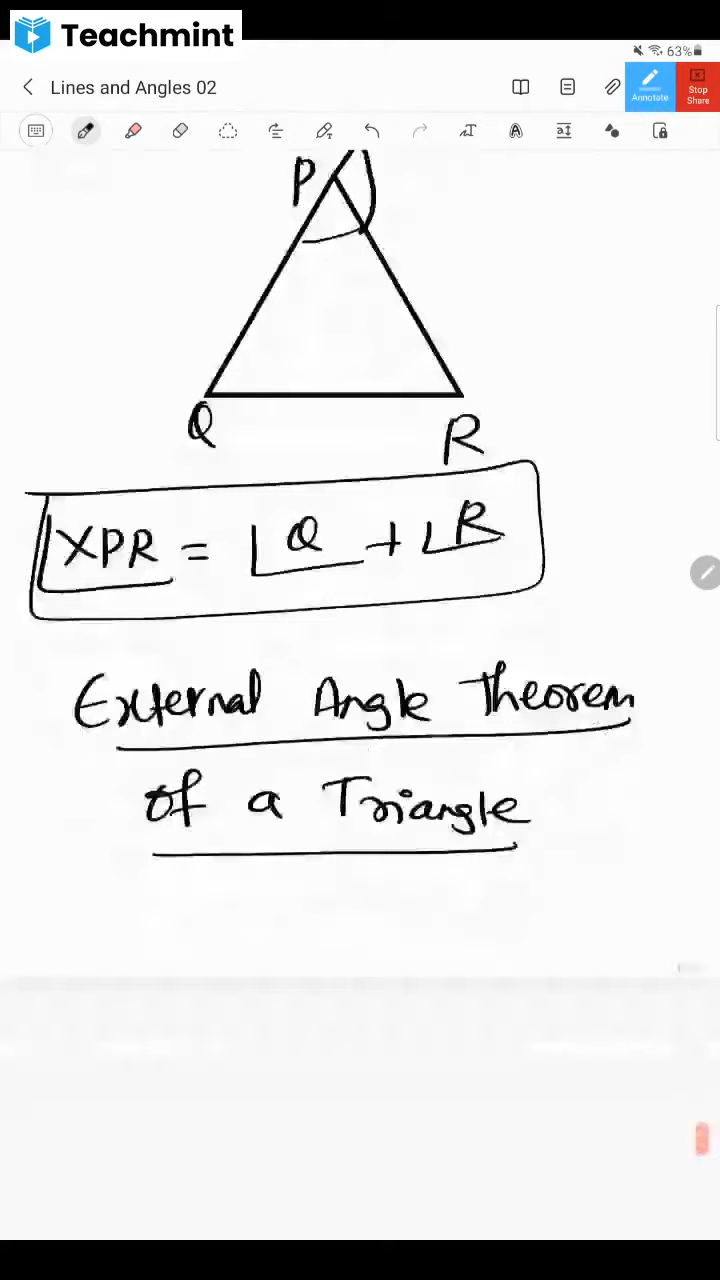 Teachmint
63%
Lines and Angles 02
Annotate
Stop
Share
P
Q
R
∠XPR = ∠Q + ∠R
External Angle Theorem
of a Triangle